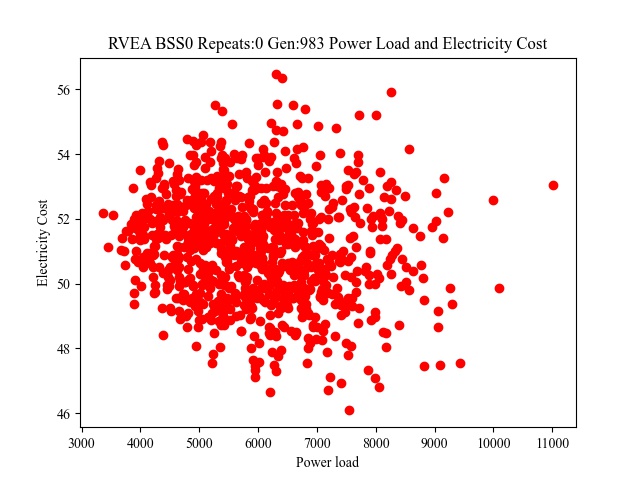 RVEA BSS0 Repeats:0 Gen:983 Power Load and Electricity Cost
56
54
52
50
48
46
Electricity Cost
3000 4000 5000 6000 7000 8000 9000 10000 11000
Power load